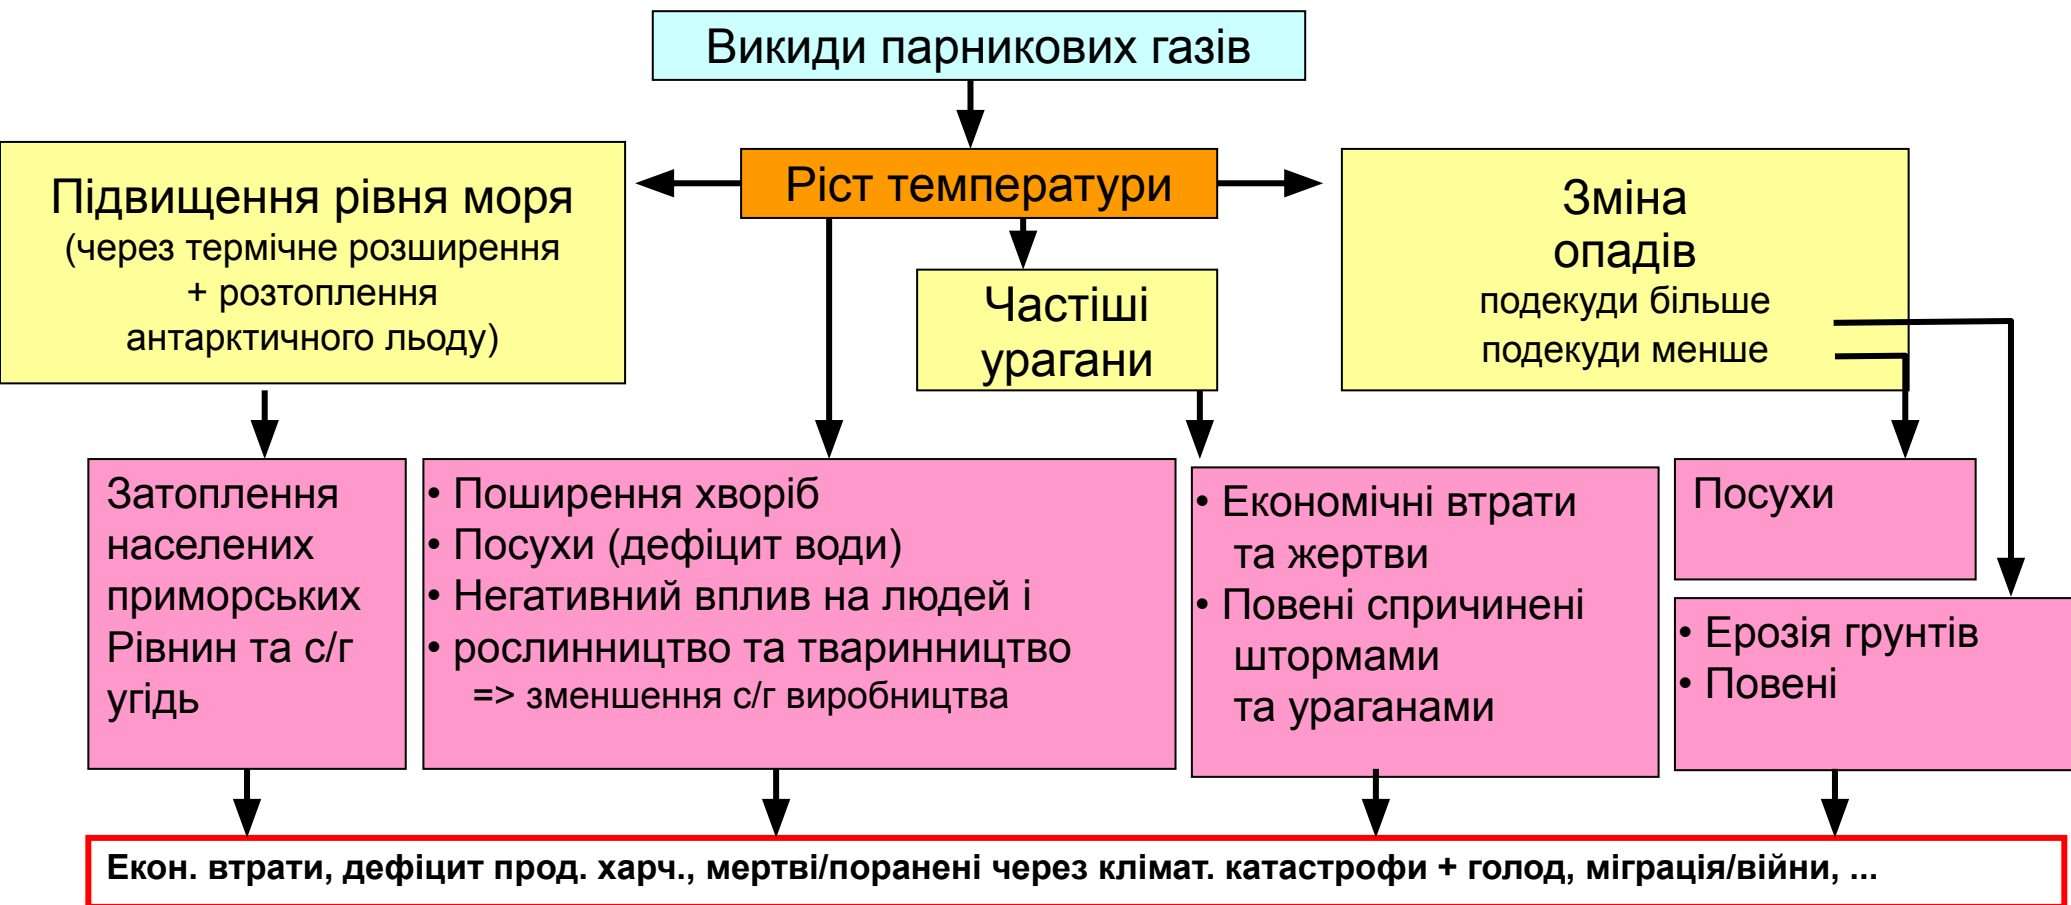 Викиди парникових газів
Підвищення рівня моря
(через термічне розширення
+ розтоплення
антарктичного льоду)
Ріст температури
Частіші
урагани
Зміна
опадів
подекуди більше
подекуди менше
Затоплення
населених
приморських
Рівнин та с/г
угідь
• Поширення хворіб
• Посухи (дефіцит води)
• Негативний вплив на людей і
• рослинництво та тваринництво
=> зменшення с/г виробництва
• Економічні втрати
та жертви
• Повені спричинені
штормами
та ураганами
Посухи
• Ерозія грунтів
• Повені
Екон. втрати, дефіцит прод. харч., мертві/поранені через клімат. катастрофи + голод, міграція/війни, ...